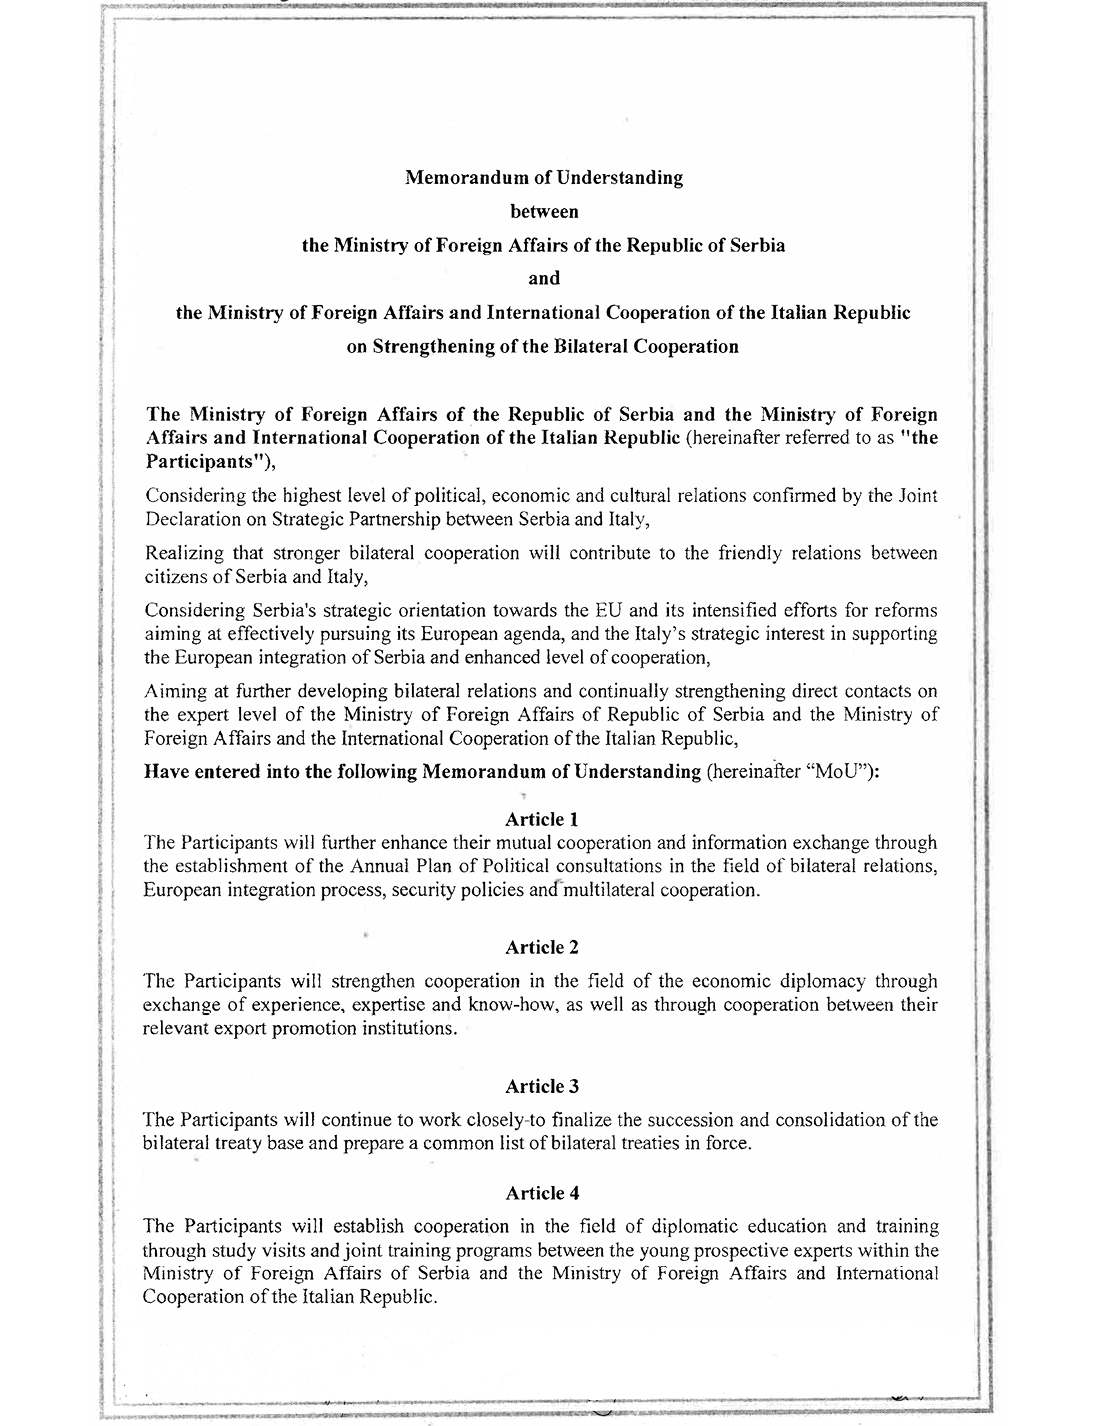 Memorandum of Understanding
between
the Ministry of Foreign Affairs of the Republic of Serbia
and
the Ministry of Foreign Affairs and International Cooperation of the Italian Republic
on Strengthening of the Bilateral Cooperation
The Ministry of Foreign Affairs of the Republic of Serbia and the Ministry of Foreign
Affairs and International Cooperation of the Italian Republic (hereinafter referred to as "the
Participants"),
Considering the highest level of political, economic and cultural relations confirmed by the Joint
Declaration on Strategic Partnership between Serbia and Italy,
Realizing that stronger bilateral cooperation will contribute to the friendly relations between
citizens of Serbia and Italy,
Considering Serbia's strategic orientation towards the EU and its intensified efforts for reforms
aiming at effectively pursuing its European agenda, and the Italy's strategic interest in supporting
the European integration of Serbia and enhanced level of cooperation,
Aiming at further developing bilateral relations and continually strengthening direct contacts on
the expert level of the Ministry of Foreign Affairs of Republic of Serbia and the Ministry of
Foreign Affairs and the International Cooperation of the Italian Republic,
Have entered into the following Memorandum of Understanding (hereinafter “MoU”):
Article 1
The Participants will further enhance their mutual cooperation and information exchange through
the establishment of the Annual Plan of Political consultations in the field of bilateral relations,
European integration process, security policies and multilateral cooperation.
Article 2
The Participants will strengthen cooperation in the field of the economic diplomacy through
exchange of experience, expertise and know-how, as well as through cooperation between their
relevant export promotion institutions.
Article 3
The Participants will continue to work closely-to finalize the succession and consolidation of the
bilateral treaty base and prepare a common list of bilateral treaties in force.
Article 4
The Participants will establish cooperation in the field of diplomatic education and training
through study visits and joint training programs between the young prospective experts within the
Ministry of Foreign Affairs of Serbia and the Ministry of Foreign Affairs and International
Cooperation of the Italian Republic.